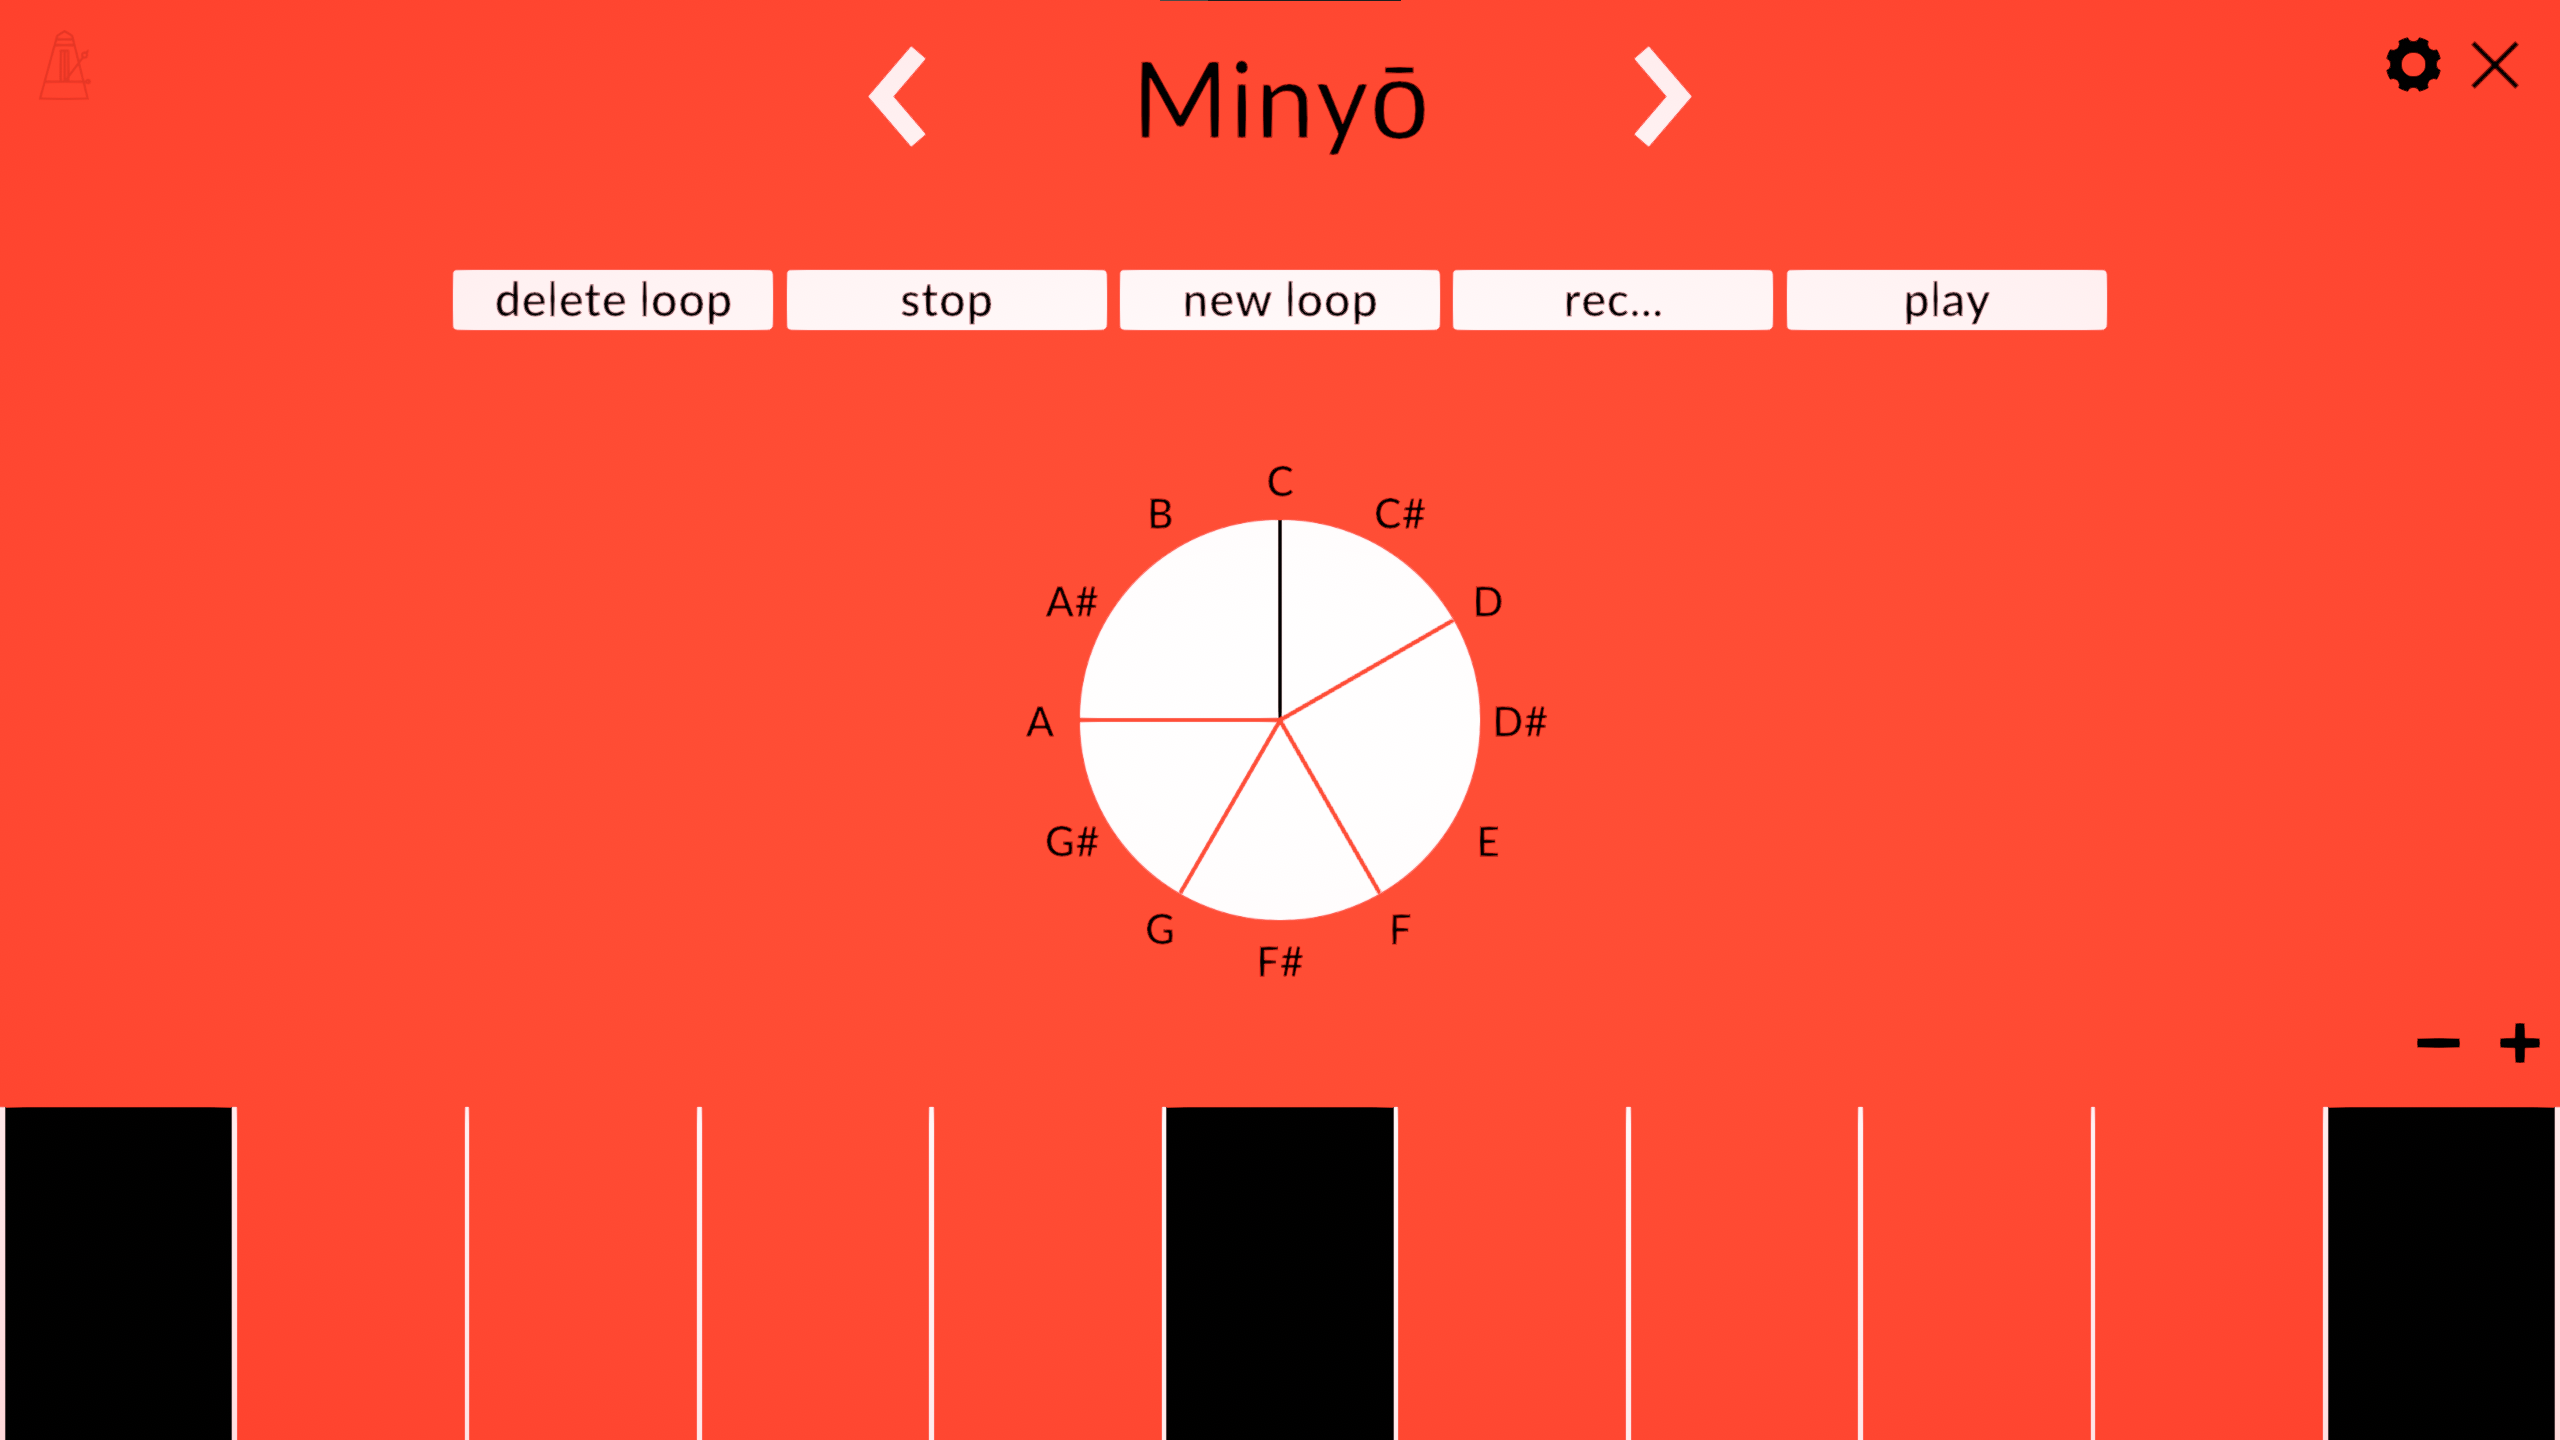 Minyō
delete loop
stop
new loop
rec...
play
C
C#
D
D#
E
F
F#
G
G#
A
A#
B